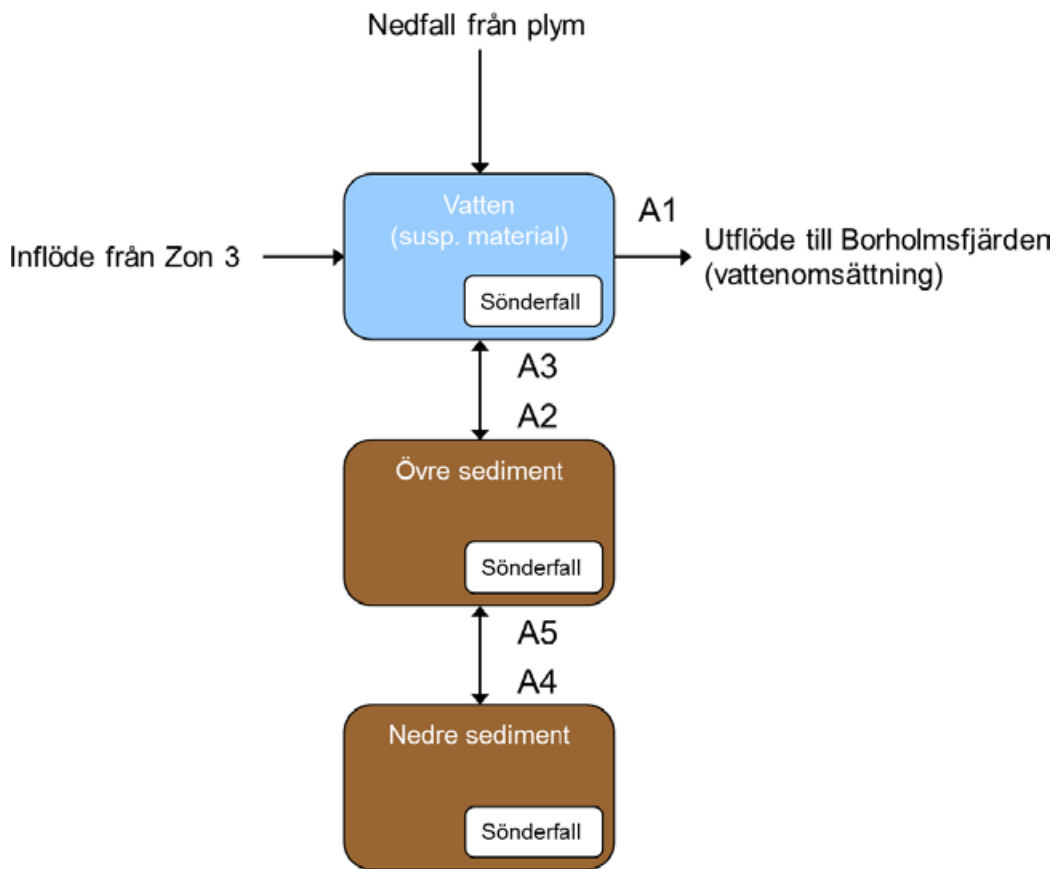 Nedfall från plym
Vatten
(susp. material)
Sönderfall
A1
Inflöde från Zon 3
Utflöde till Borholmsfjärden
(vattenomsättning)
A3
A2
Övre sediment
Sönderfall
A5
A4
Nedre sediment
Sönderfall